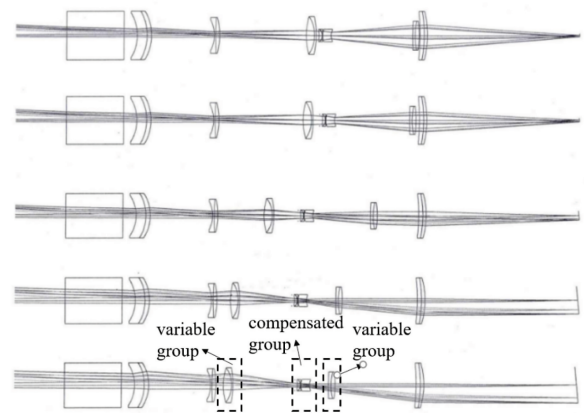 variable
group
compensated
group
variable
group